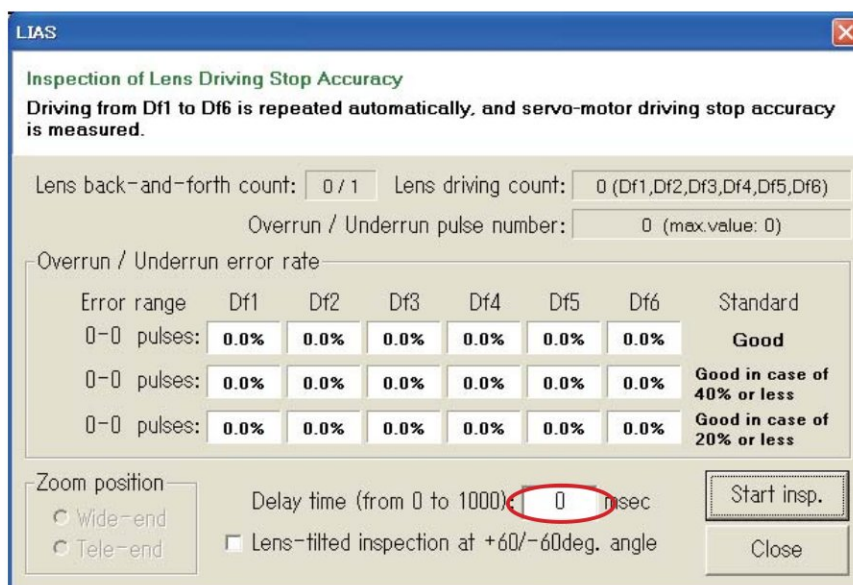 LIAS
Inspection of Lens Driving Stop Accuracy
Driving from Df1 to Df6 is repeated automatically, and servo-motor driving stop accuracy
is measured.
Lens back-and-forth count: 0 / 1 Lens driving count: 0 (Df1,Df2,Df3,Df4,Df5,Df6)
Overrun / Underrun pulse number: 0 (max.value: 0)
Overrun / Underrun error rate
Error range Df1 Df2 Df3 Df4 Df5 Df6 Standard
0-0 pulses: 0.0% 0.0% 0.0% 0.0% 0.0% 0.0% Good
0-0 pulses: 0.0% 0.0% 0.0% 0.0% 0.0% 0.0% Good in case of
40% or less
0-0 pulses: 0.0% 0.0% 0.0% 0.0% 0.0% 0.0% Good in case of
20% or less
Zoom position
Wide-end
Tele-end
Delay time (from 0 to 1000): 0 msec
Lens-tilted inspection at +60/-60deg. angle
Start insp.
Close